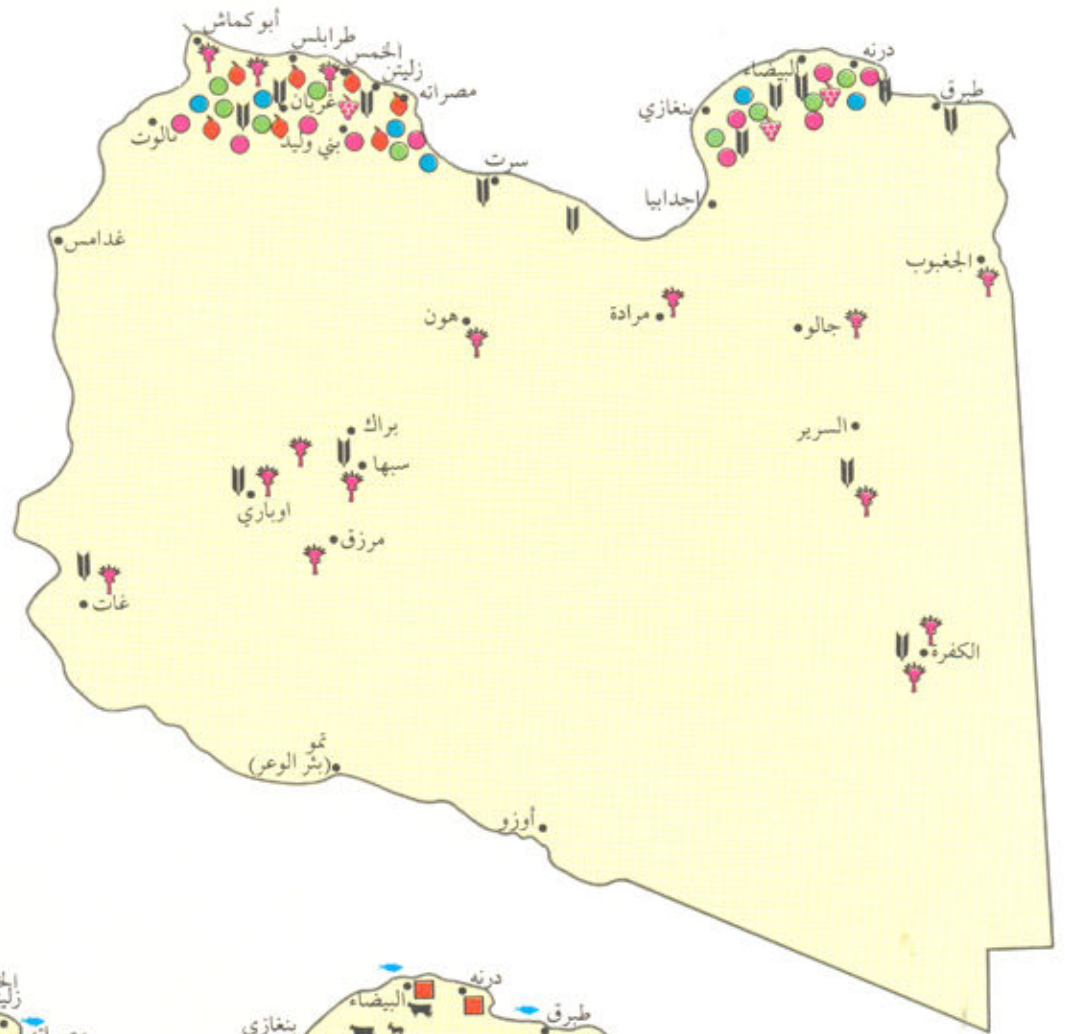 أبو كماش
طرابلس
الخمس
زليتن
مصراته
غريان
نالوت
بني وليد
سرت
غدامس
درنه
البيضاء
طبرق
بنغازي
اجدابيا
الجغبوب
هون
مرادة
جالو
براك
سبها
السرير
اوباري
مرزق
غات
الكفرة
تمو
(بئر الوعر)
أوزو
درنه
البيضاء
طبرق
بنغازي
مصراته